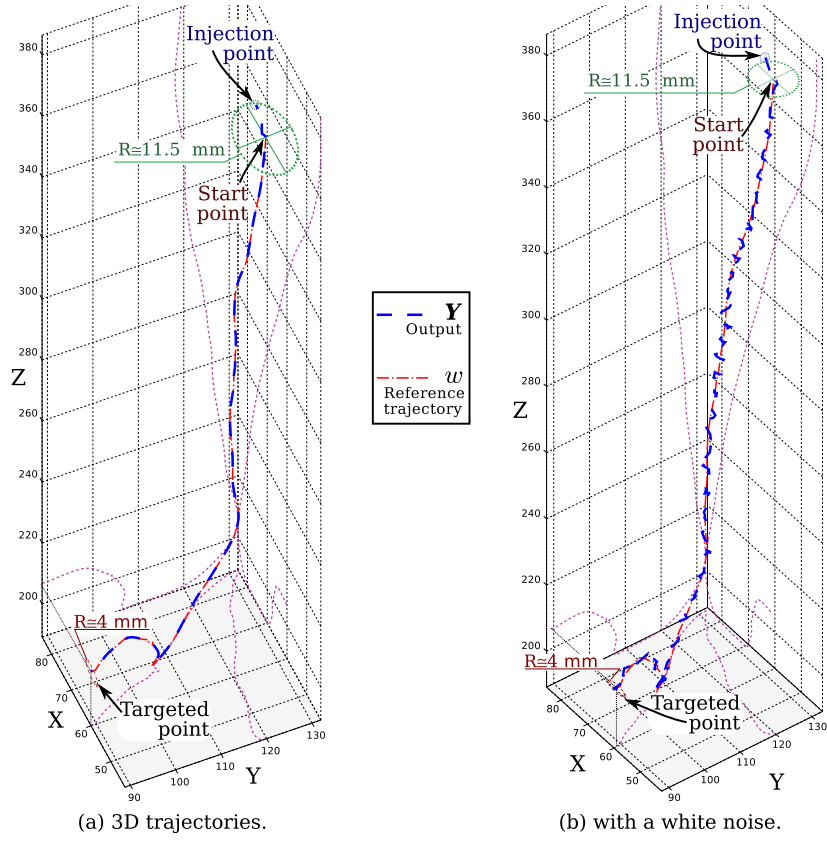 Injection
point
R≅11.5 mm
Start
point
380
360
340
320
300
280
260
240
220
200
Z
R≅4 mm
Targeted
point
80
70
60
50
X
90
100
110
120
130
Y
(a) 3D trajectories.
Y
Output
w
Reference
trajectory
Injection
point
R≅11.5 mm
Start
point
380
360
340
320
300
280
260
240
220
200
Z
R≅4 mm
Targeted
point
80
70
60
50
X
90
100
110
120
130
Y
(b) with a white noise.